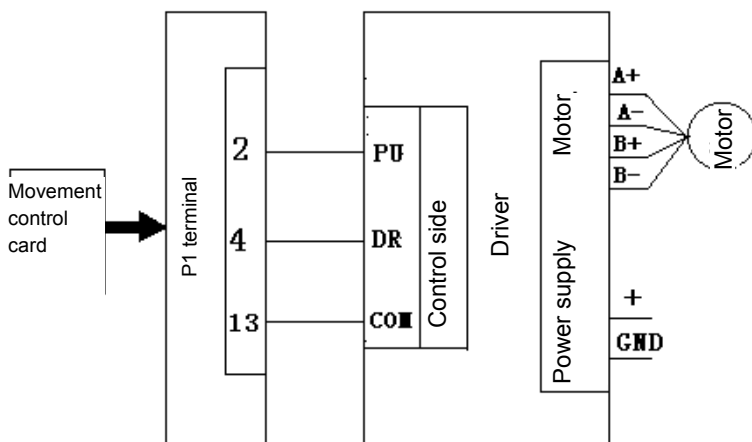 Movement
control
card
P1 terminal
2
4
13
PU
DR
COM
Control side
Driver
Motor
Power supply
A+
A-
B+
B-
+
GND
Motor